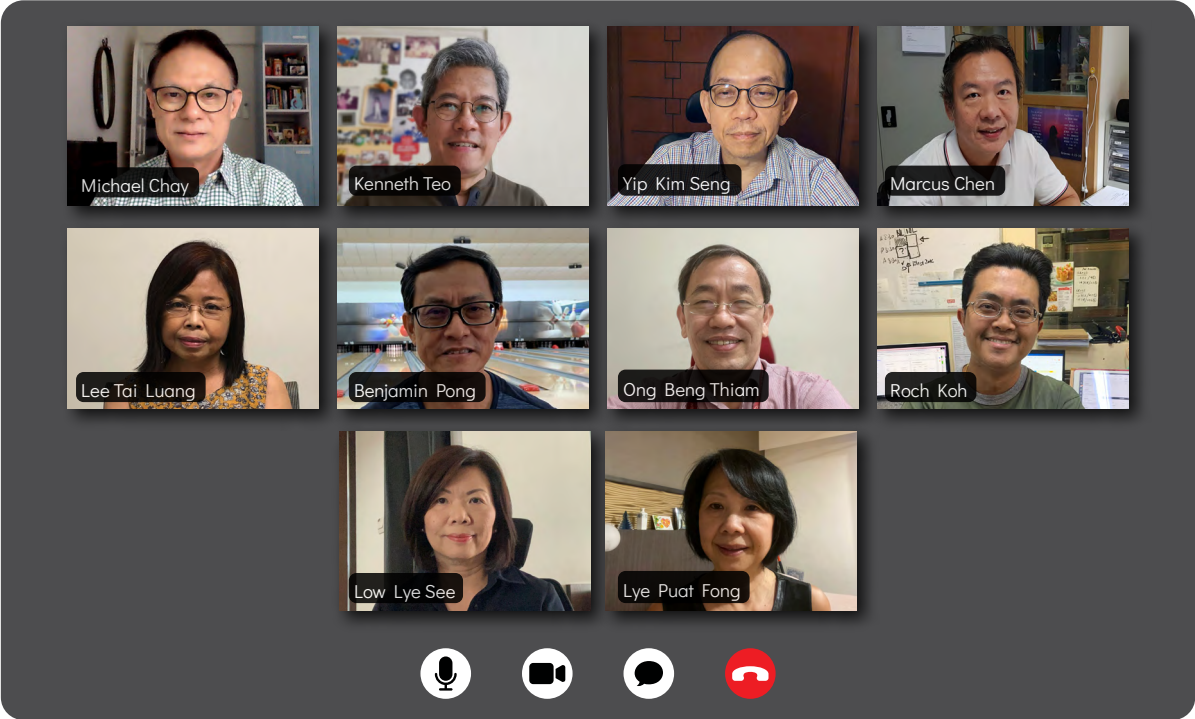 Michael Chay
Kenneth Teo
Yip Kim Seng
Marcus Chen
Lee Tai Luang
Benjamin Pong
Ong Beng Thiam
Roch Koh
Low Lye See
Lye Puat Fong